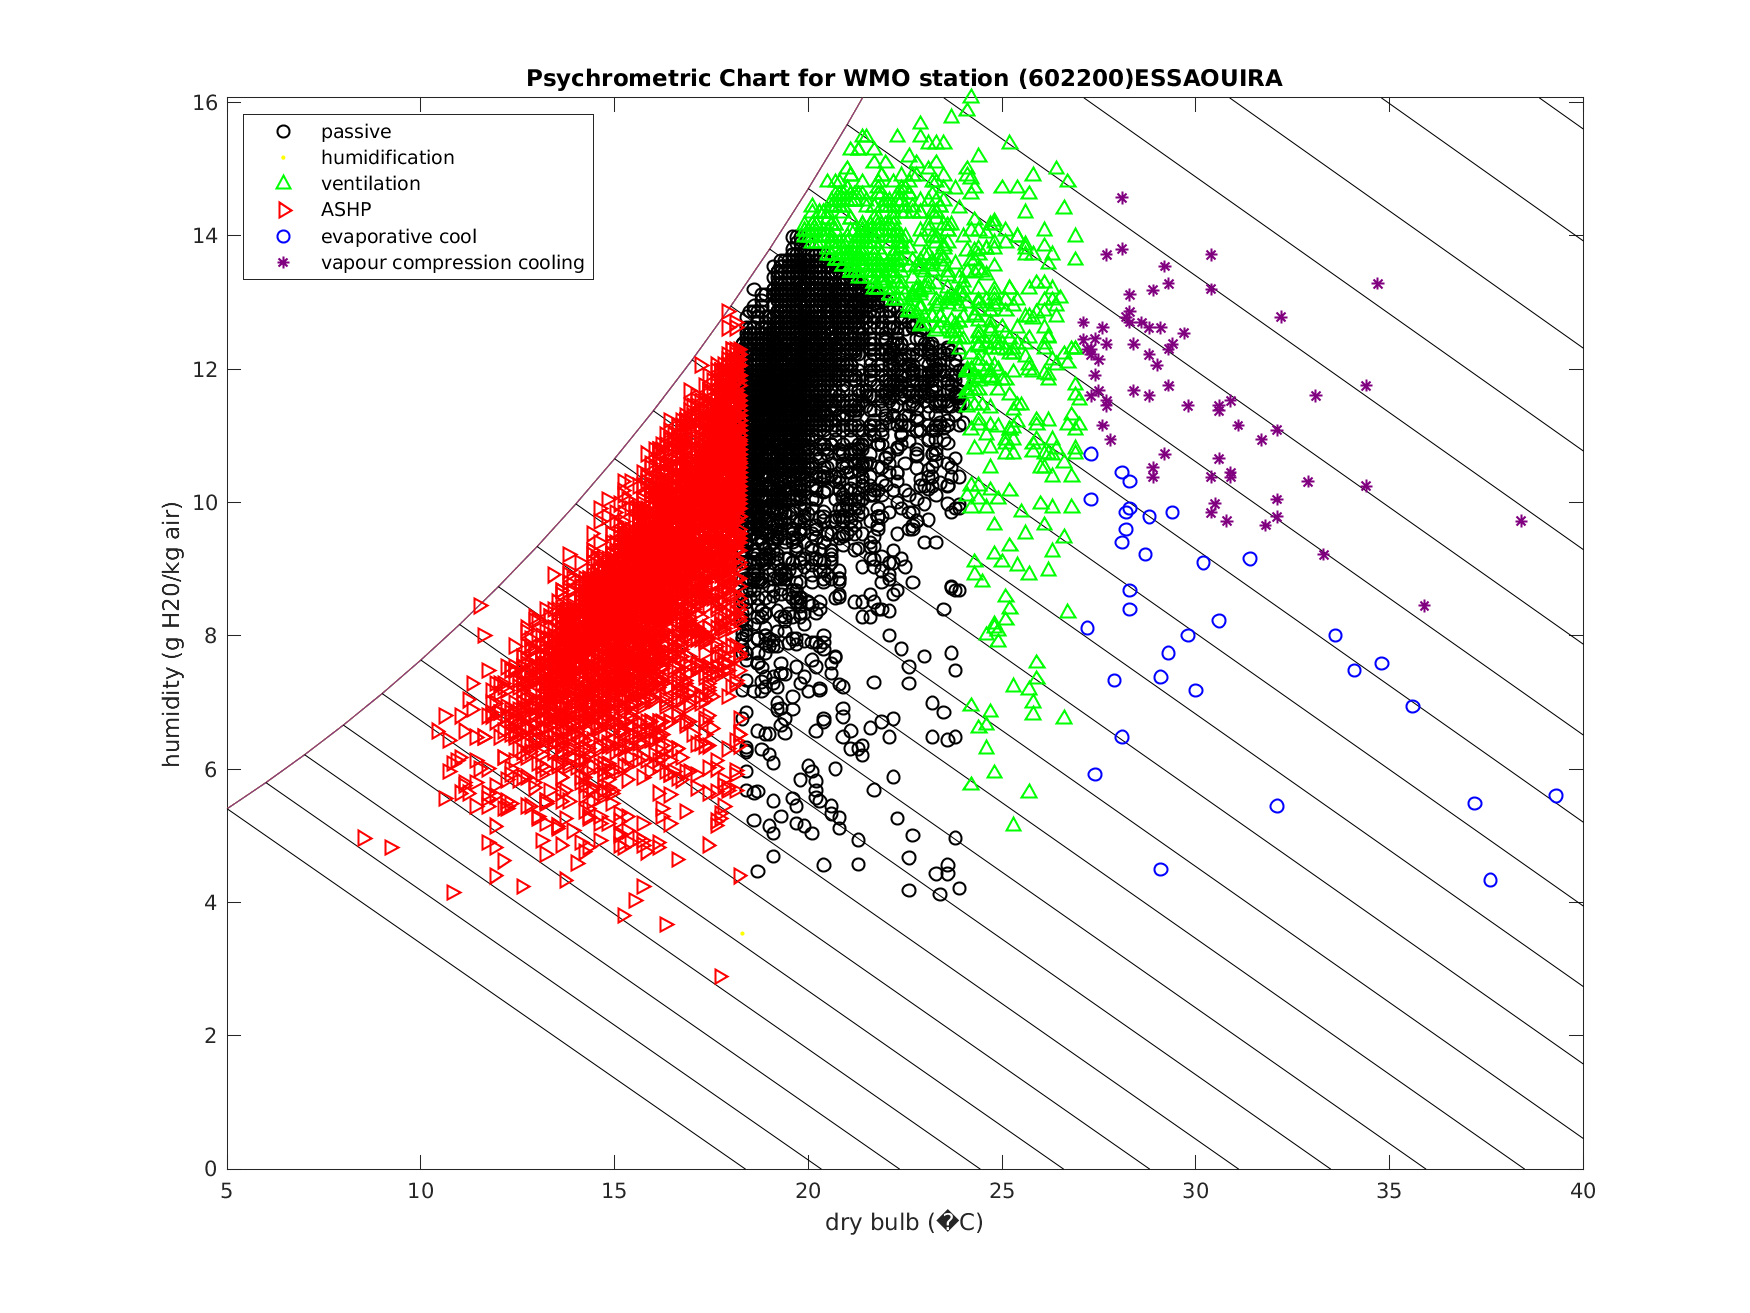 Psychrometric Chart for WMO station (602200)ESSAOUIRA
16
14
12
10
8
6
4
2
0
humidity (g H20/kg air)
passive
humidification
ventilation
ASHP
evaporative cool
vapour compression cooling
5 10 15 20 25 30 35 40
dry bulb (�C)